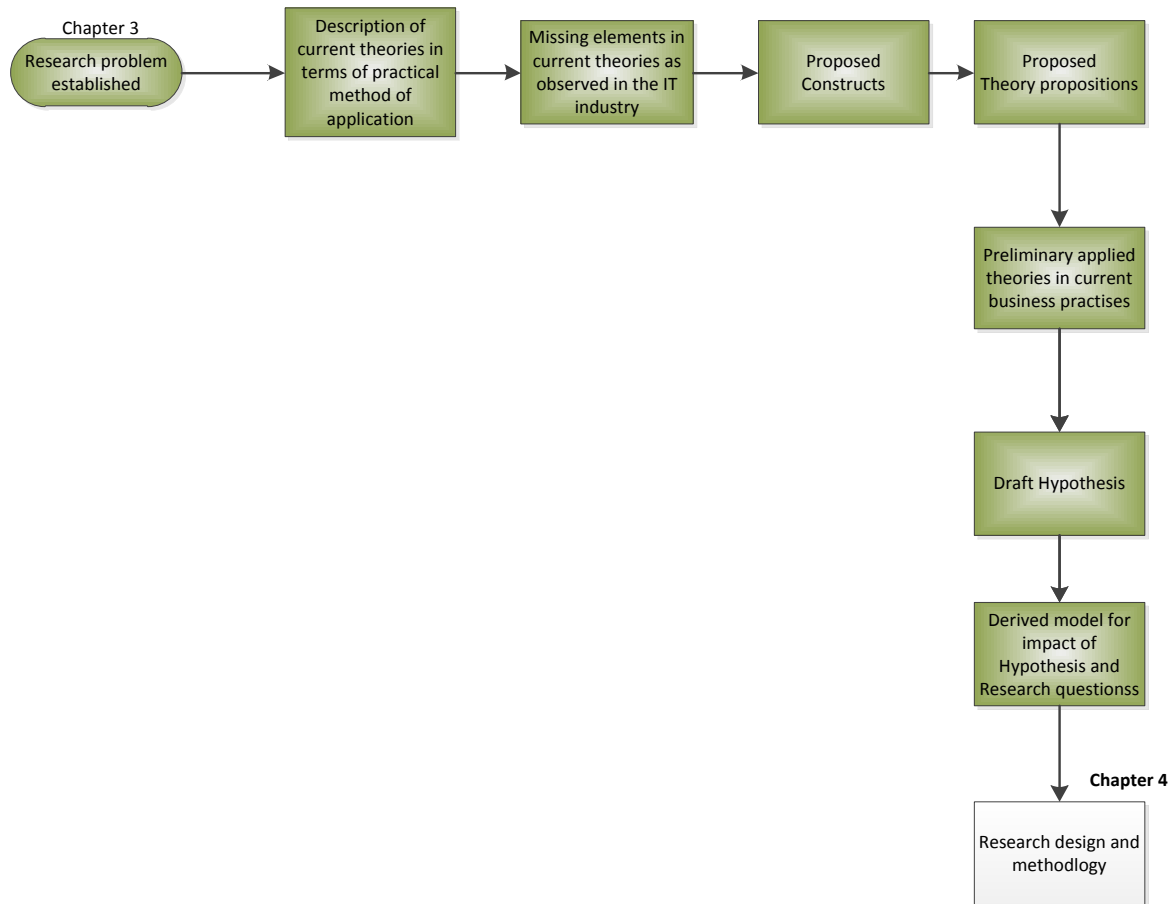 Chapter 3
Research problem
established
Description of
current theories in
terms of practical
method of
application
Missing elements in
current theories as
observed in the IT
industry
Proposed
Constructs
Proposed
Theory propositions
Preliminary applied
theories in current
business practises
Draft Hypothesis
Derived model for
impact of
Hypothesis and
Research questionss
Chapter 4
Research design and
methodlogy